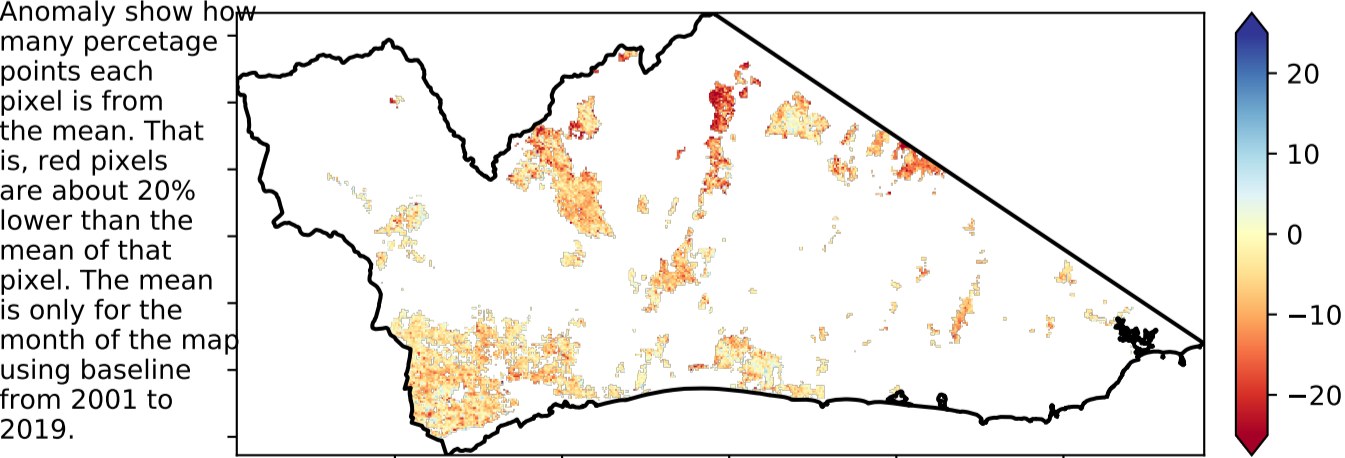 Anomaly show how
many percetage
points each
pixel is from
the mean. That
is, red pixels
are about 20%
lower than the
mean of that
pixel. The mean
is only for the
month of the map
using baseline
from 2001 to
2019.
20
10
0
−10
−20